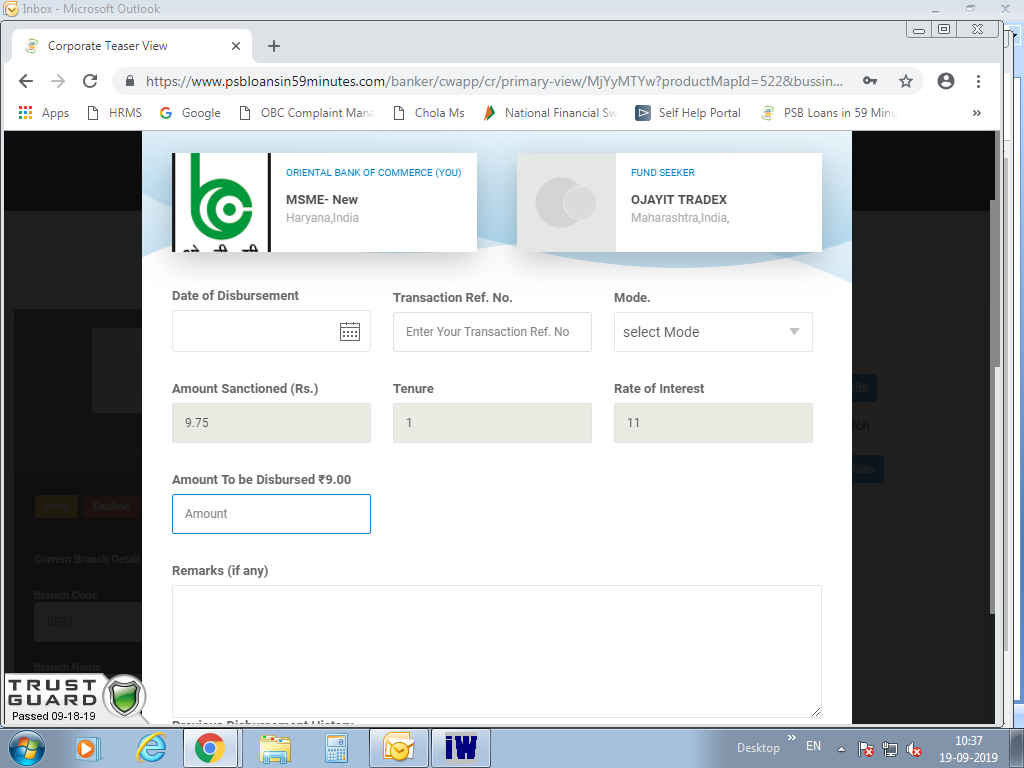 Inbox - Microsoft Outlook
Corporate Teaser View
https://www.psbloansin59minutes.com/banker/cwapp/cr/primary-view/MjYyMTYw?productMapId=522&bussin...
Apps HRMS Google OBC Complaint Mana Chola Ms National Financial Sw Self Help Portal PSB Loans in 59 Minu »
ORIENTAL BANK OF COMMERCE (YOU)
MSME- New
Haryana,India
FUND SEEKER
OJAYIT TRADEX
Maharashtra,India,
Date of Disbursement Transaction Ref. No. Mode.
Enter Your Transaction Ref. No select Mode
Amount Sanctioned (Rs.) Tenure Rate of Interest
9.75 1 11
Amount To be Disbursed ₹9.00
Amount
Hold Decline
Current Branch Detail
Remarks (if any)
Branch Code
0891
Branch Name
TRUST
GUARD
Passed 09-18-19
Previous Disbursement History
Desktop » EN
10:37
19-09-2019
iW